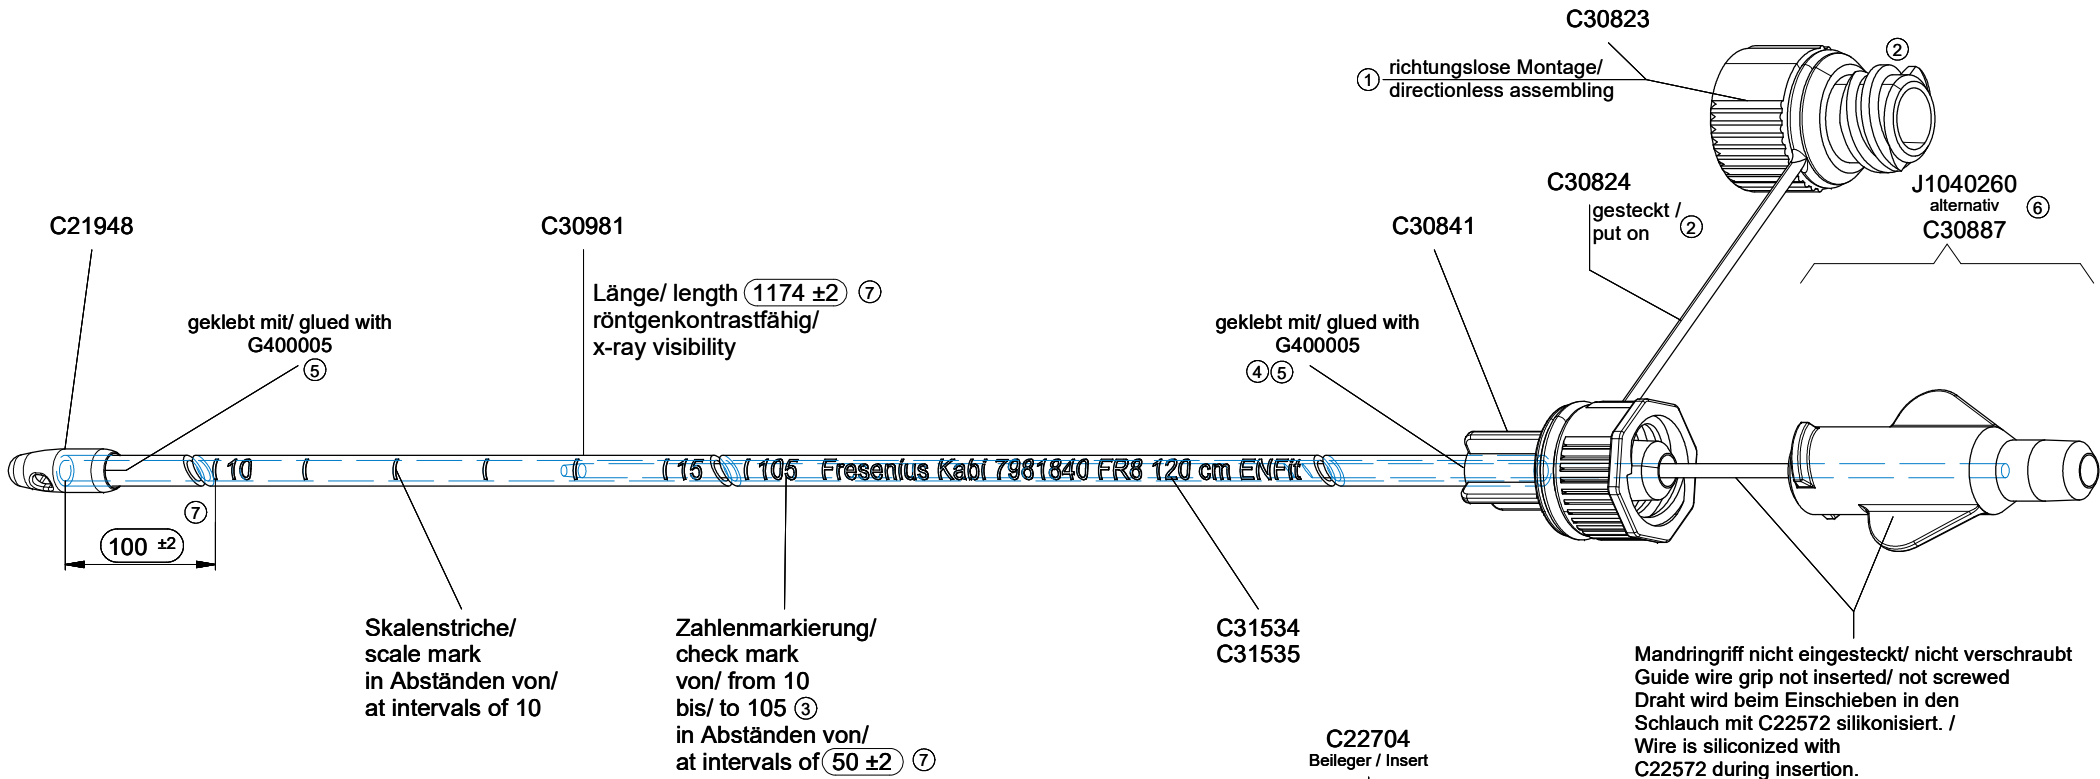 C30823
①
richtungslose Montage/
directionless assembling
②
C30824
gesteckt /
put on ②
J1040260
alternativ
⑥
C30887
C21948
C30981
C30841
Länge/ length 1174 ±2 ⑦
röntgenkontrastfähig/
x-ray visibility
geklebt mit/ glued with
G400005
⑤
geklebt mit/ glued with
G400005
④⑤
10
15
105 Fresenius Kabi 7981840 FR8 120 cm ENFit
⑦
100 ±2
Skalenstriche/
scale mark
in Abständen von/
at intervals of 10
Zahlenmarkierung/
check mark
von/ from 10
bis/ to 105 ③
in Abständen von/
at intervals of 50 ±2 ⑦
C31534
C31535
C22704
Beileger / Insert
Mandringriff nicht eingesteckt/ nicht verschraubt
Guide wire grip not inserted/ not screwed
Draht wird beim Einschieben in den
Schlauch mit C22572 silikonisiert. /
Wire is siliconized with
C22572 during insertion.